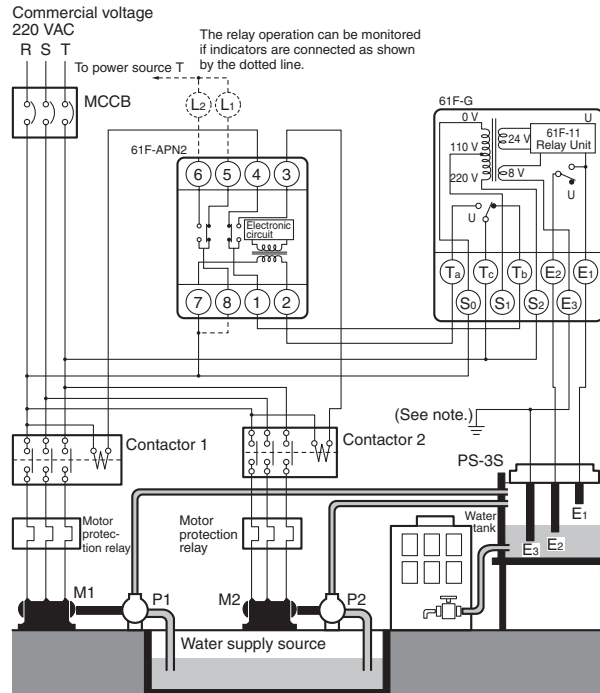 Commercial voltage
220 VAC
R S T
The relay operation can be monitored
if indicators are connected as shown
by the dotted line.
To power source T
MCCB
L2 L1
61F-APN2
6 5 4 3
Electronic
circuit
7 8 1 2
61F-G
0 V
110 V
220 V
24 V
8 V
U
61F-11
Relay Unit
U
U
Ta Tc Tb E2 E1
S0 S1 S2 E3
(See note.)
Contactor 1
Contactor 2
PS-3S
Motor
protec-
tion relay
Motor
protection
relay
Water
tank
E1
E2
E3
M1
P1
M2
P2
Water supply source